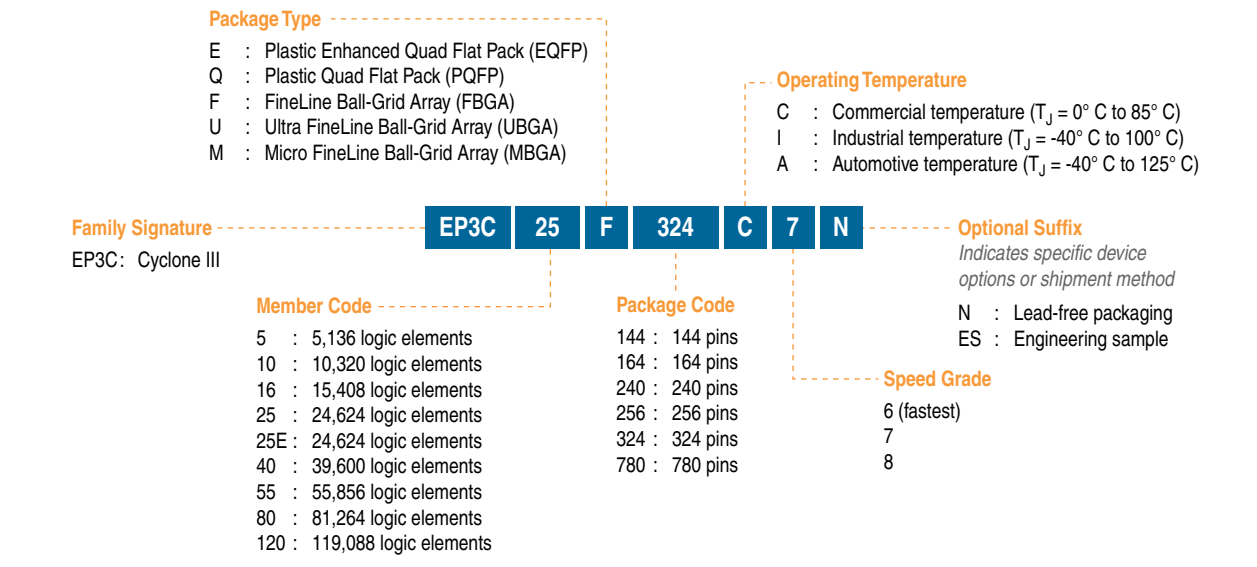 Package Type
E : Plastic Enhanced Quad Flat Pack (EQFP)
Q : Plastic Quad Flat Pack (PQFP)
F : FineLine Ball-Grid Array (FBGA)
U : Ultra FineLine Ball-Grid Array (UBGA)
M : Micro FineLine Ball-Grid Array (MBGA)
Operating Temperature
C : Commercial temperature (TJ = 0° C to 85° C)
I : Industrial temperature (TJ = -40° C to 100° C)
A : Automotive temperature (TJ = -40° C to 125° C)
EP3C 25 F 324 C 7 N
Family Signature
EP3C : Cyclone III
Optional Suffix
Indicates specific device
options or shipment method
N : Lead-free packaging
ES : Engineering sample
Member Code
5 : 5,136 logic elements
10 : 10,320 logic elements
16 : 15,408 logic elements
25 : 24,624 logic elements
25E : 24,624 logic elements
40 : 39,600 logic elements
55 : 55,856 logic elements
80 : 81,264 logic elements
120 : 119,088 logic elements
Package Code
144 : 144 pins
164 : 164 pins
240 : 240 pins
256 : 256 pins
324 : 324 pins
780 : 780 pins
Speed Grade
6 (fastest)
7
8